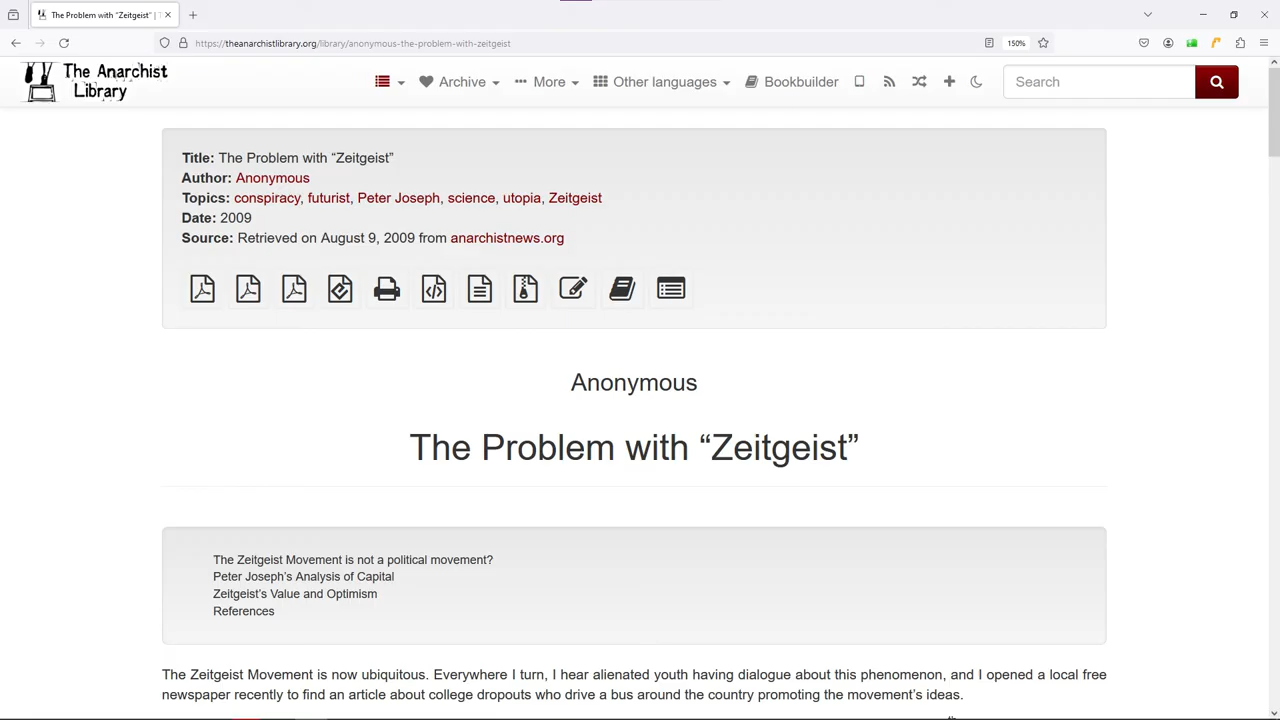 The Problem with “Zeitgeist” | T
https://theanarchistlibrary.org/library/anonymous-the-problem-with-zeitg
150%
The Anarchist Library
Archive
More
Other languages
Bookbuilder
Search
Title: The Problem with “Zeitgeist”
Author: Anonymous
Topics: conspiracy, futurist, Peter Joseph, science, utopia, Zeitgeist
Date: 2009
Source: Retrieved on August 9, 2009 from anarchistnews.org
Anonymous
The Problem with “Zeitgeist”
The Zeitgeist Movement is not a political movement?
Peter Joseph’s Analysis of Capital
Zeitgeist’s Value and Optimism
References
The Zeitgeist Movement is now ubiquitous. Everywhere I turn, I hear alienated youth having dialogue about this phenomenon, and I opened a local free
newspaper recently to find an article about college dropouts who drive a bus around the country promoting the movement’s ideas.